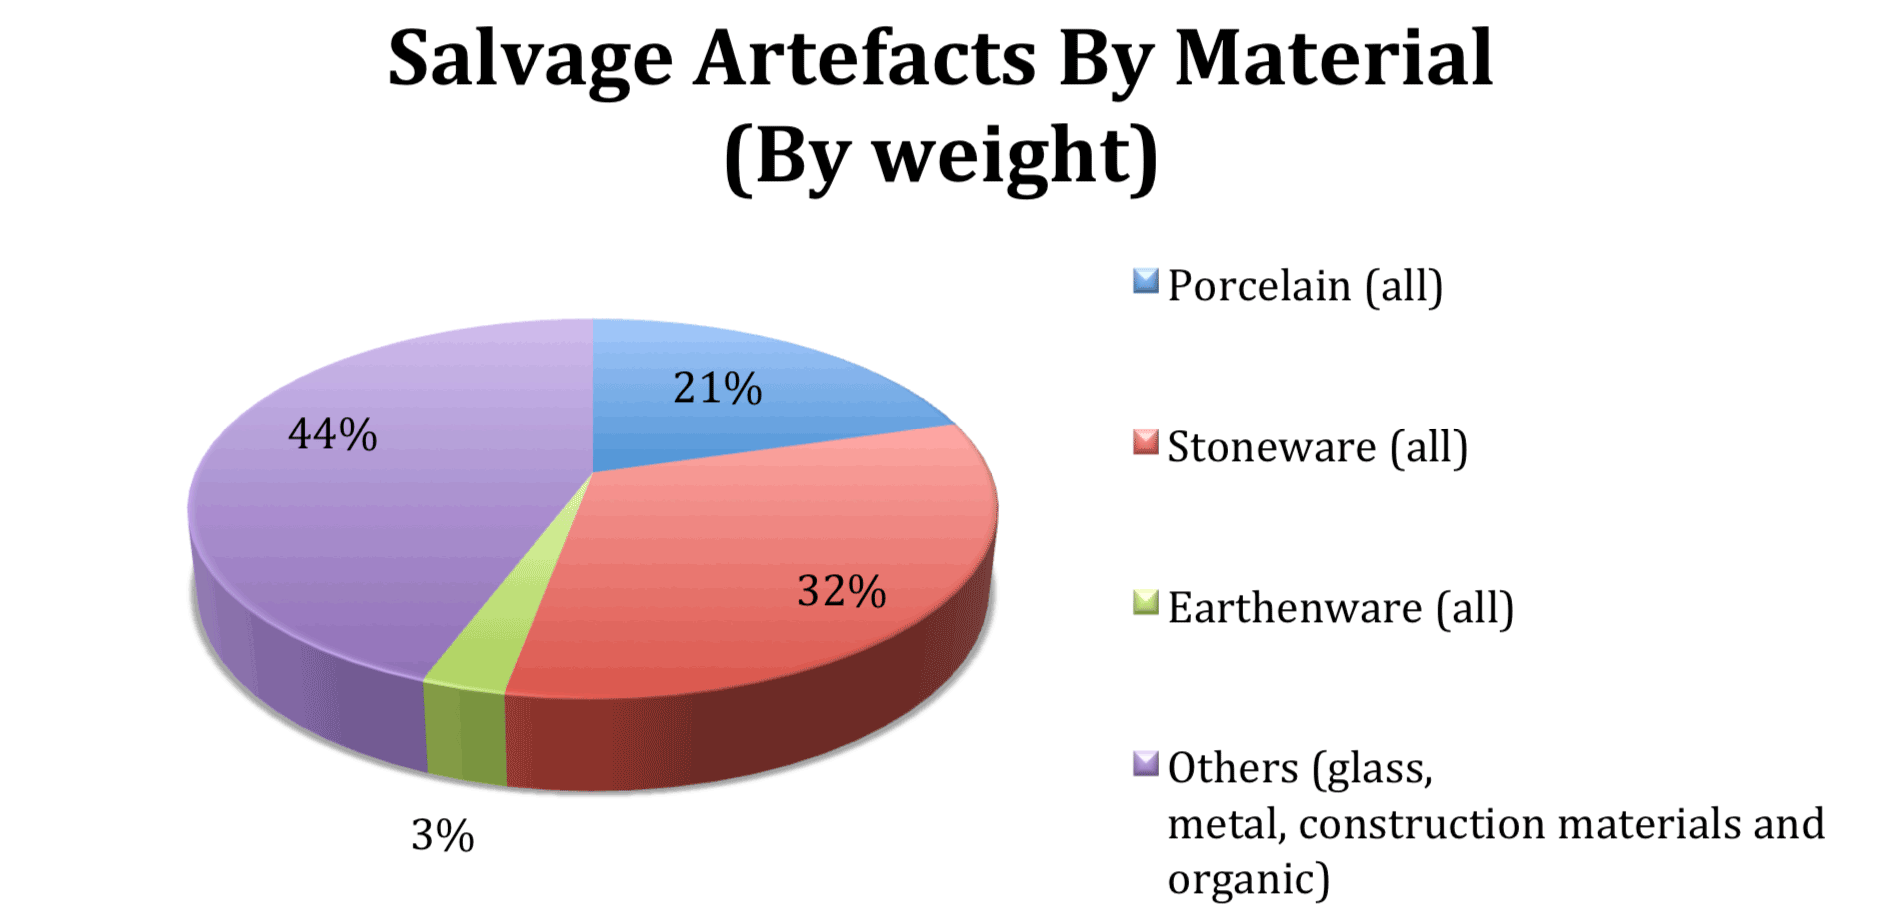 Salvage Artefacts By Material
(By weight)
Porcelain (all)
21%
44%
Stoneware (all)
32%
Earthenware (all)
Others (glass,
metal, construction materials and
organic)
3%